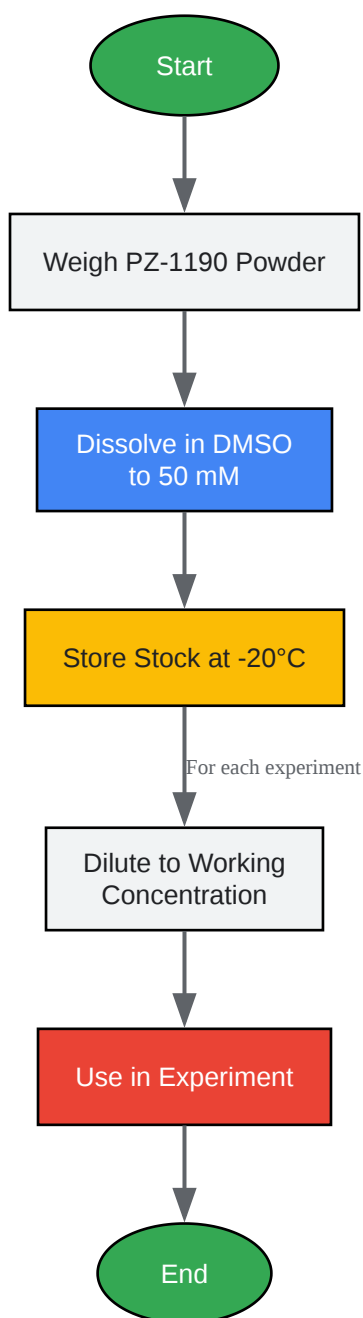 Start
Weigh PZ-1190 Powder
Dissolve in DMSO
to 50 mM
Store Stock at -20°C
For each experiment
Dilute to Working
Concentration
Use in Experiment
End